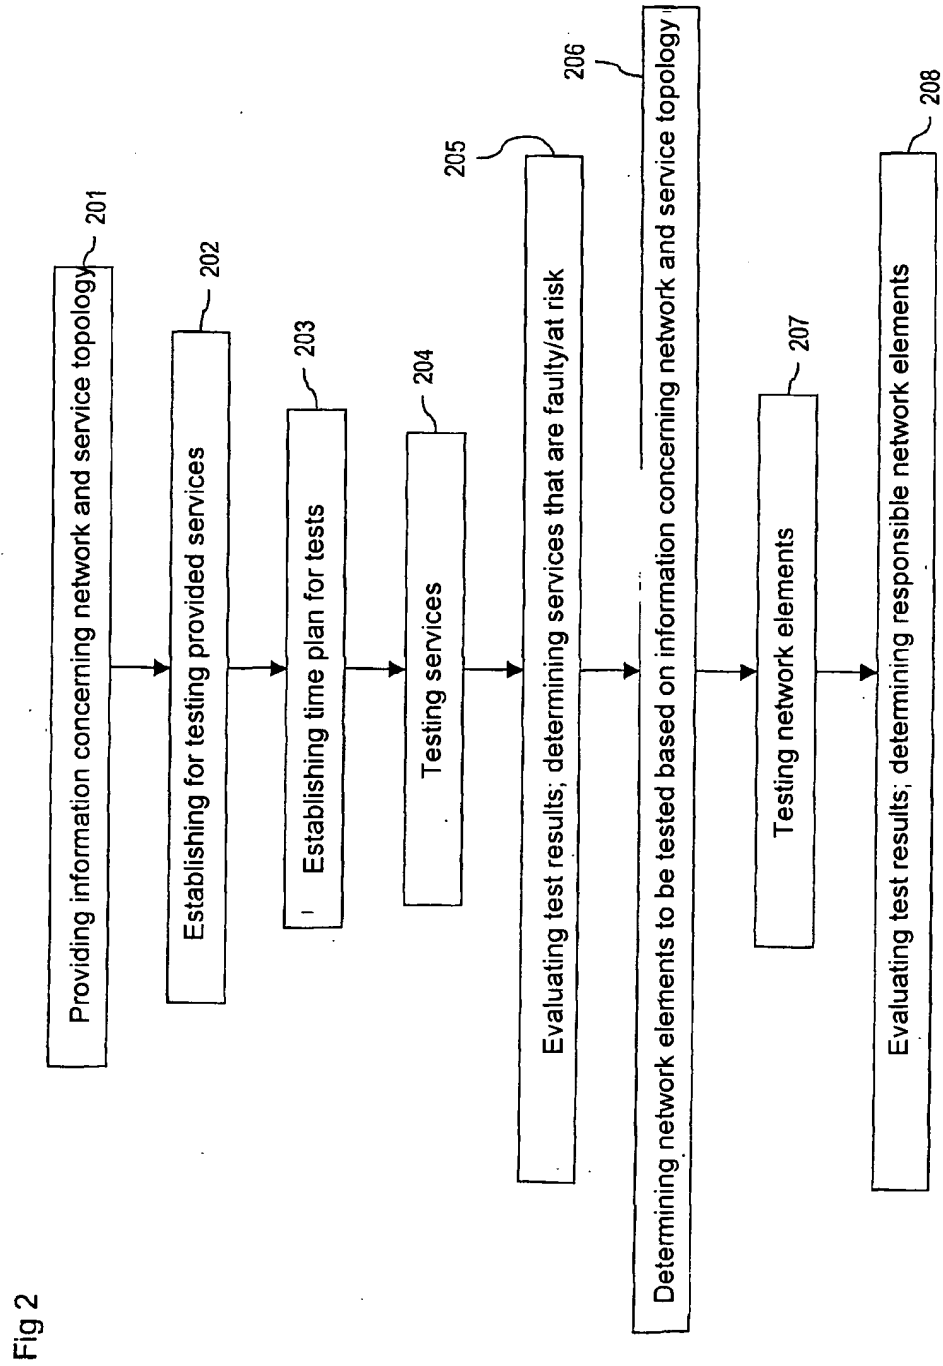 Fig 2
Providing information concerning network and service topology
201
Establishing for testing provided services
202
Establishing time plan for tests
203
Testing services
204
Evaluating test results; determining services that are faulty/at risk
205
Determining network elements to be tested based on information concerning network and service topology
206
Testing network elements
207
Evaluating test results; determining responsible network elements
208